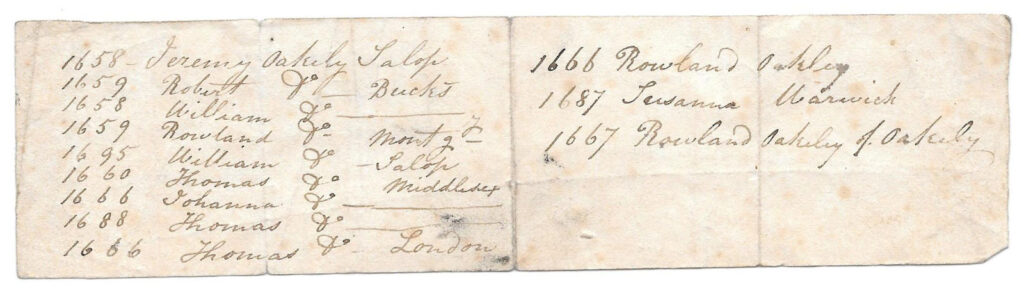 1658 - Jeremy Oakely Salop
1659 Robert Do - Bucks
1658 William Do
1659 Rowland Do - Montgy
1695 William Do - Salop
1660 Thomas Do Middlesex
1666 Johanna Do
1688 Thomas Do
1666 Thomas Do - London
1666 Rowland Oakley
1687 Susanna Warwick
1667 Rowland Oakeley of Oakeley